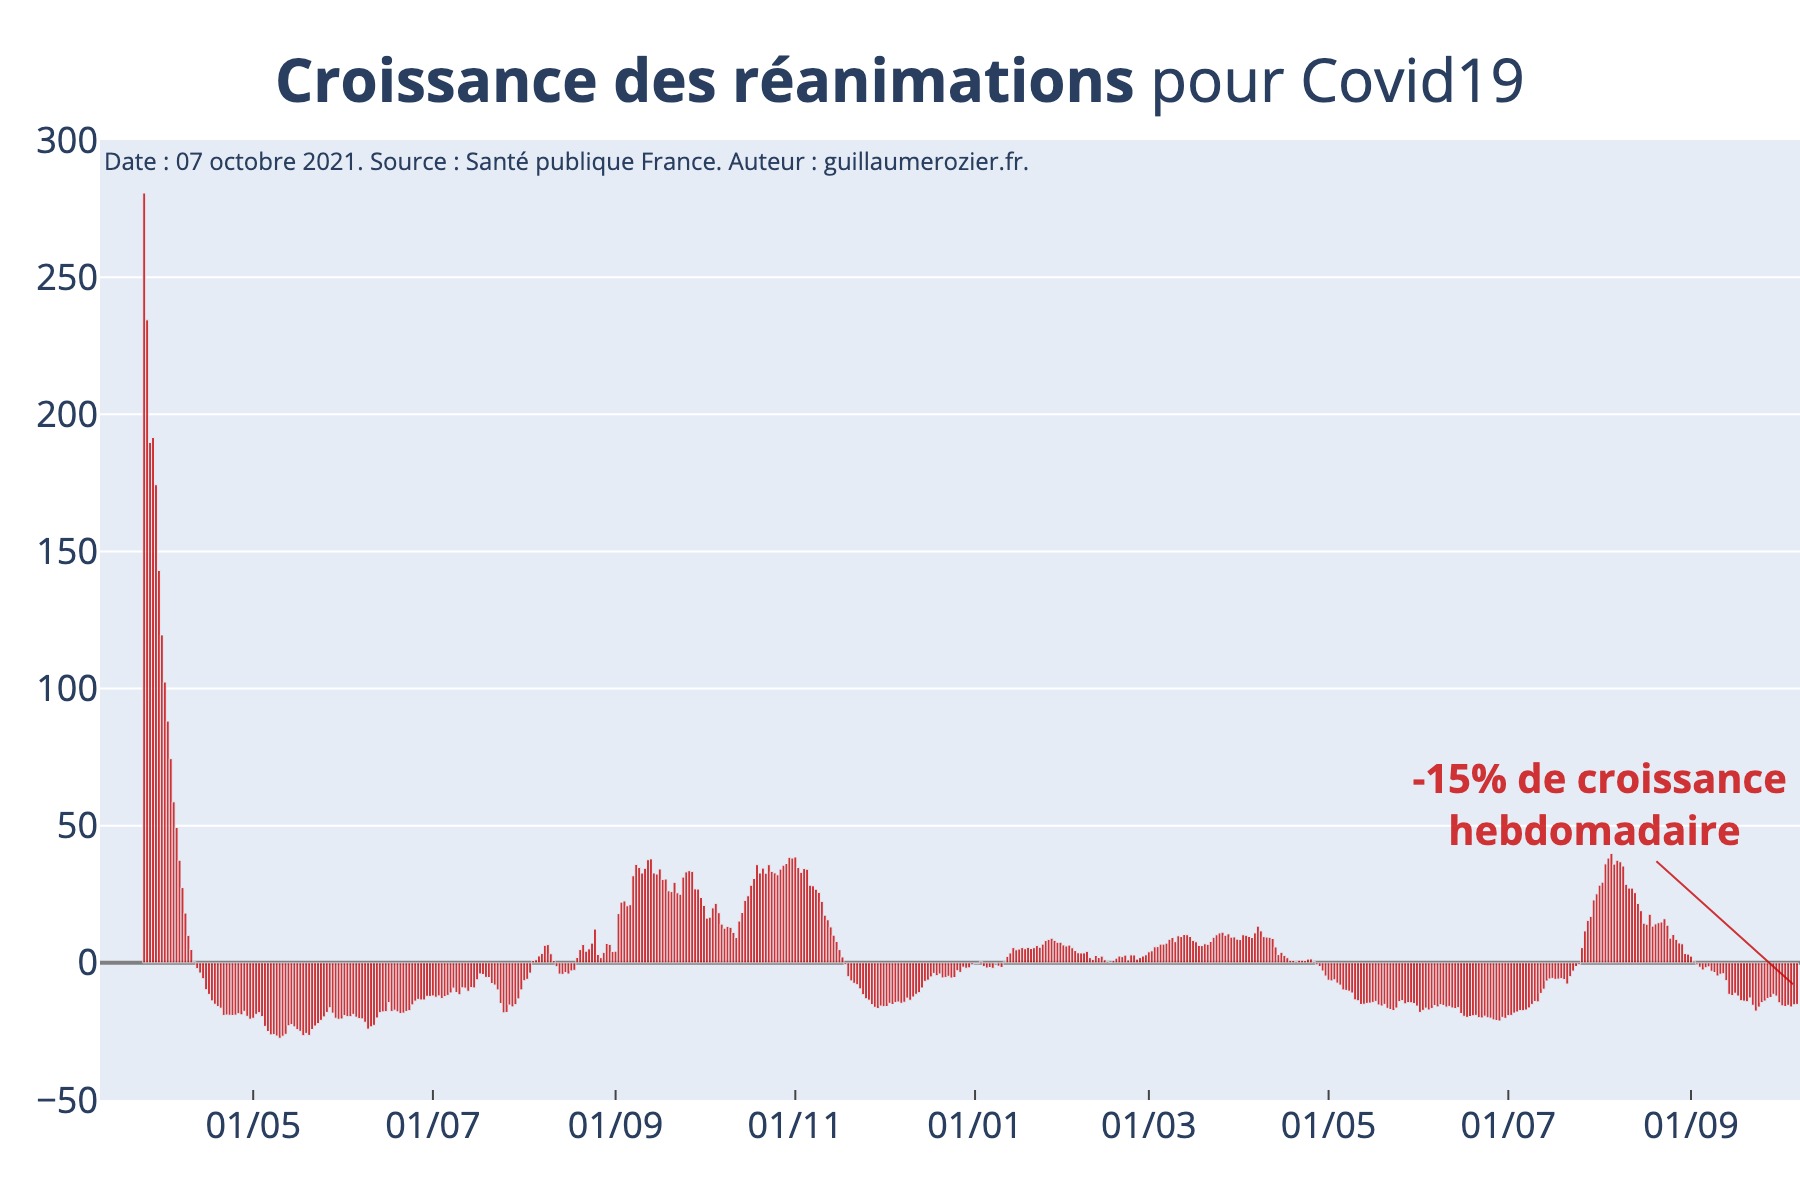 Croissance des réanimations pour Covid19
300
Date : 07 octobre 2021. Source : Santé publique France. Auteur : guillaumerozier.fr.
250
200
150
100
-15% de croissance
hebdomadaire
50
0
−50
01/05 01/07 01/09 01/11 01/01 01/03 01/05 01/07 01/09